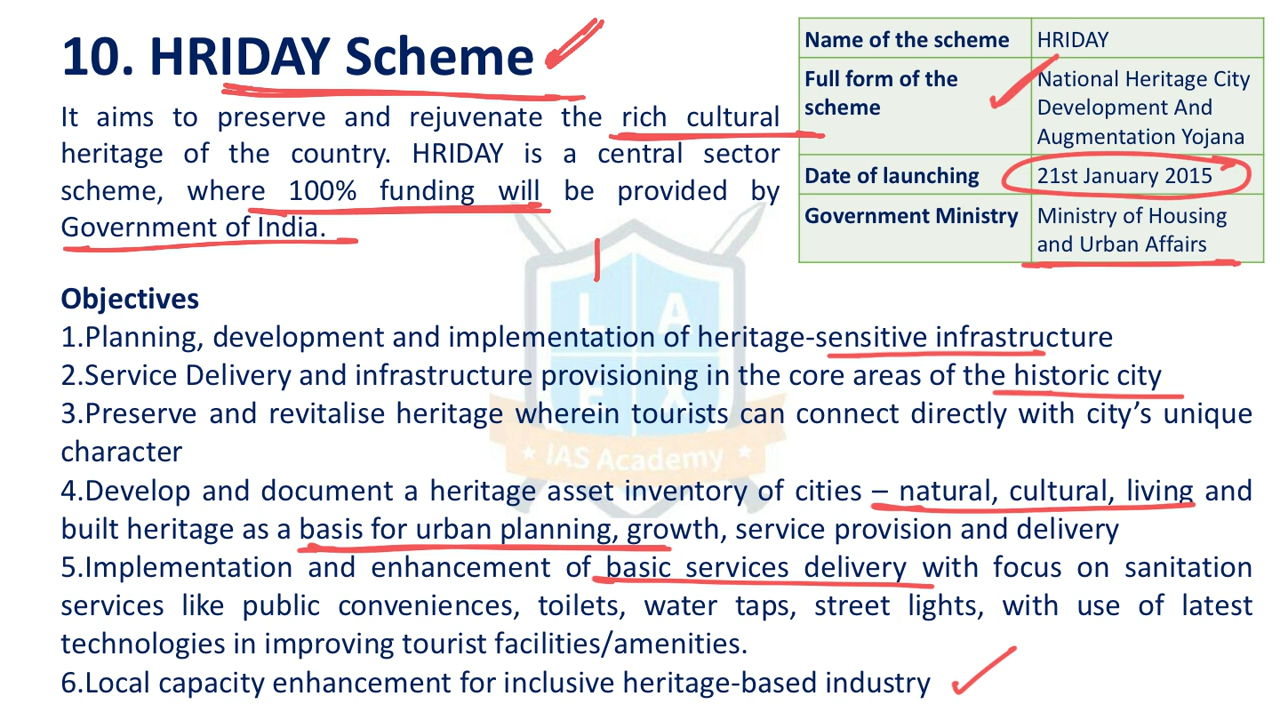 10. HRIDAY Scheme
It aims to preserve and rejuvenate the rich cultural
heritage of the country. HRIDAY is a central sector
scheme, where 100% funding will be provided by
Government of India.
Name of the scheme HRIDAY
Full form of the scheme National Heritage City Development And Augmentation Yojana
Date of launching 21st January 2015
Government Ministry Ministry of Housing and Urban Affairs
Objectives
1.Planning, development and implementation of heritage-sensitive infrastructure
2.Service Delivery and infrastructure provisioning in the core areas of the historic city
3.Preserve and revitalise heritage wherein tourists can connect directly with city’s unique
character
4.Develop and document a heritage asset inventory of cities – natural, cultural, living and
built heritage as a basis for urban planning, growth, service provision and delivery
5.Implementation and enhancement of basic services delivery with focus on sanitation
services like public conveniences, toilets, water taps, street lights, with use of latest
technologies in improving tourist facilities/amenities.
6.Local capacity enhancement for inclusive heritage-based industry
L A
F X
IAS Academy